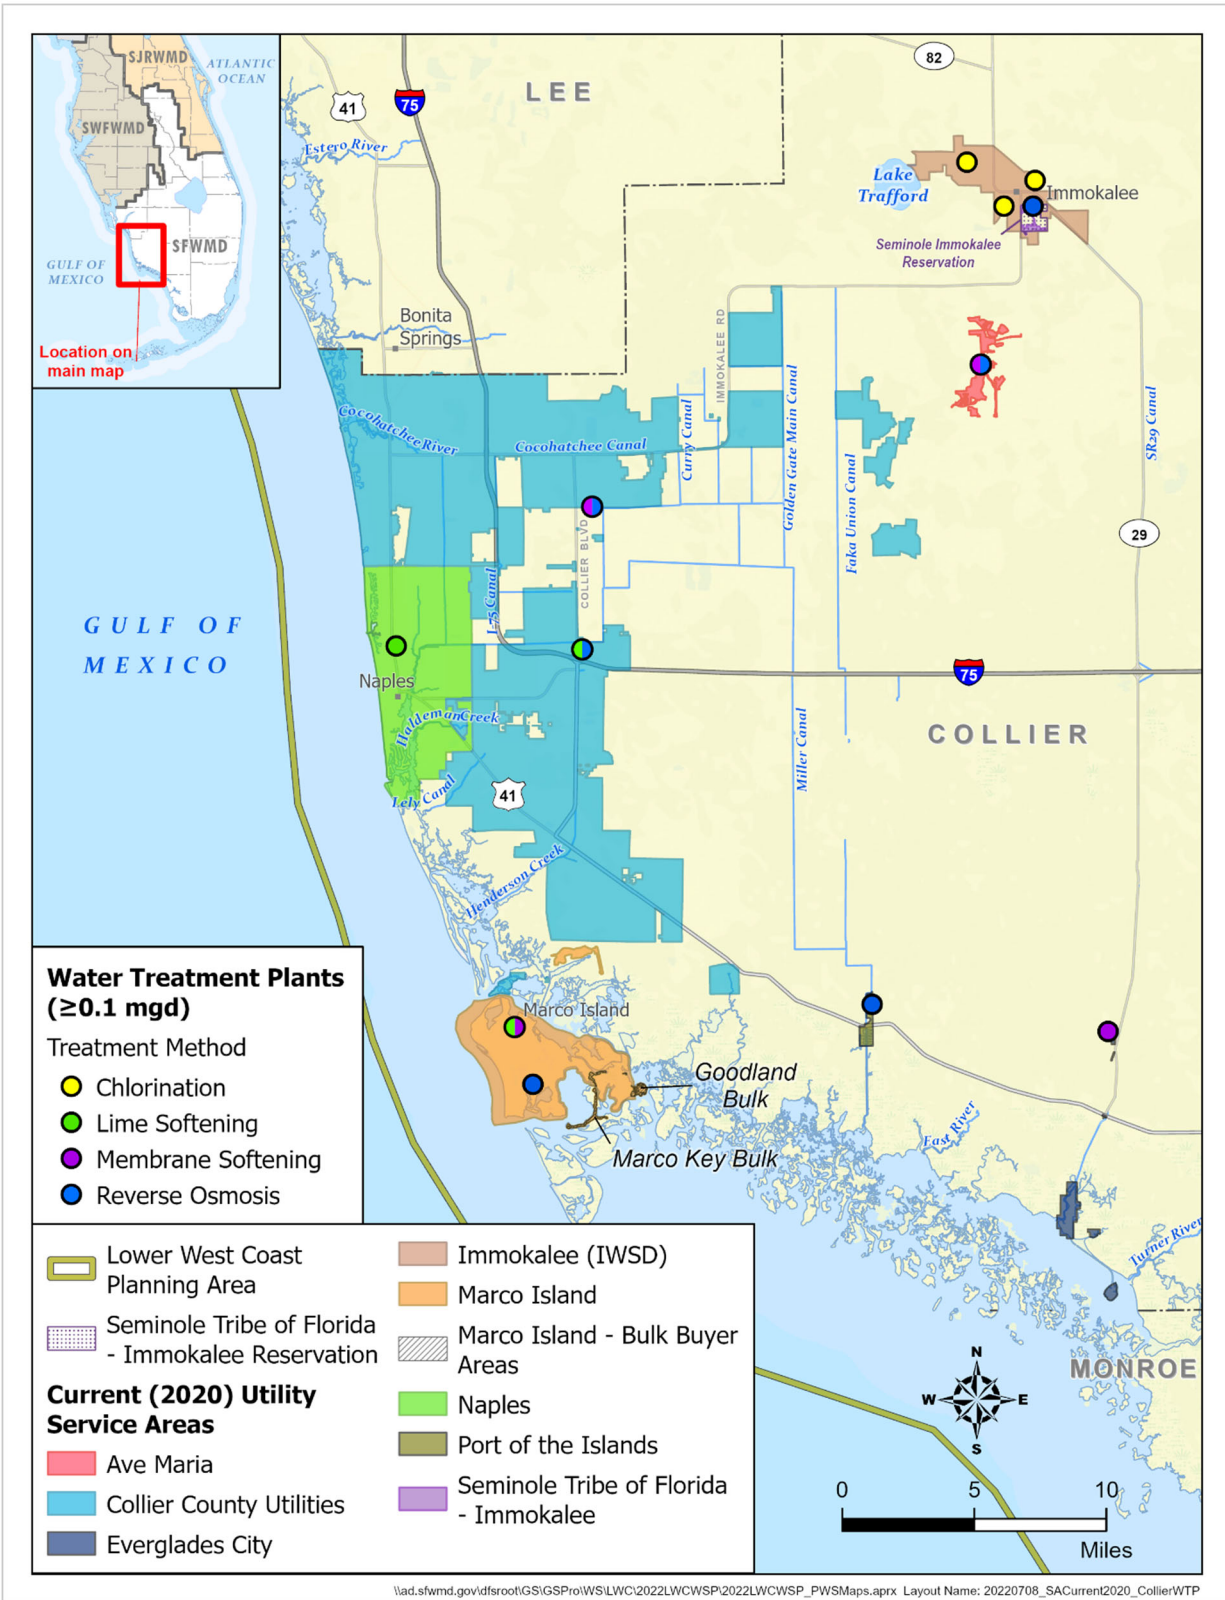 SJRWMD
ATLANTIC
OCEAN
SWFWMD
SFWMD
GULF OF
MEXICO
Location on
main map
LEE
41
75
82
Estero River
Lake
Trafford
Immokalee
Seminole Immokalee
Reservation
Bonita
Springs
IMMOKALEE RD
Cocohatchee River
Cocohatchee Canal
Curry Canal
Golden Gate Main Canal
Faka Union Canal
SR29 Canal
29
COLLIER BLVD
I-75 Canal
GULF OF
MEXICO
Naples
75
Haldeman Creek
COLLIER
Miller Canal
Lely Canal
41
Henderson Creek
Marco Island
Goodland
Bulk
Marco Key Bulk
East River
Turner River
MONROE
Water Treatment Plants
(≥0.1 mgd)
Treatment Method
Chlorination
Lime Softening
Membrane Softening
Reverse Osmosis
Lower West Coast
Planning Area
Seminole Tribe of Florida
- Immokalee Reservation
Current (2020) Utility
Service Areas
Ave Maria
Collier County Utilities
Everglades City
Immokalee (IWSD)
Marco Island
Marco Island - Bulk Buyer
Areas
Naples
Port of the Islands
Seminole Tribe of Florida
- Immokalee
N
W E
S
0 5 10
Miles
\\ad.sfwmd.gov\dfsroot\GS\GSPro\WS\LWC\2022LWCWSP\2022LWCWSP_PWSMaps.aprx Layout Name: 20220708_SACurrent2020_CollierWTP